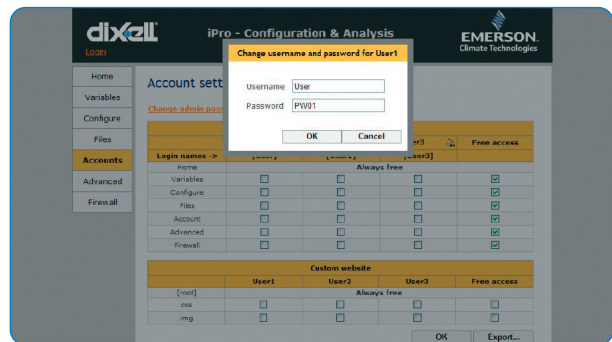 dixell
iPro - Configuration & Analysis
EMERSON.
Climate Technologies
Login
Change username and password for User1
Username User
Password PW01
OK Cancel
Home
Variables
Configure
Files
Accounts
Advanced
Firewall
Account sett
Change admin pass
er3 Free access
Login names -> [User3]
Home Always free
Variables
Configure
Files
Account
Advanced
Firewall
Custom website
User1 User2 User3 Free access
[root] Always free
css
img
OK Export...